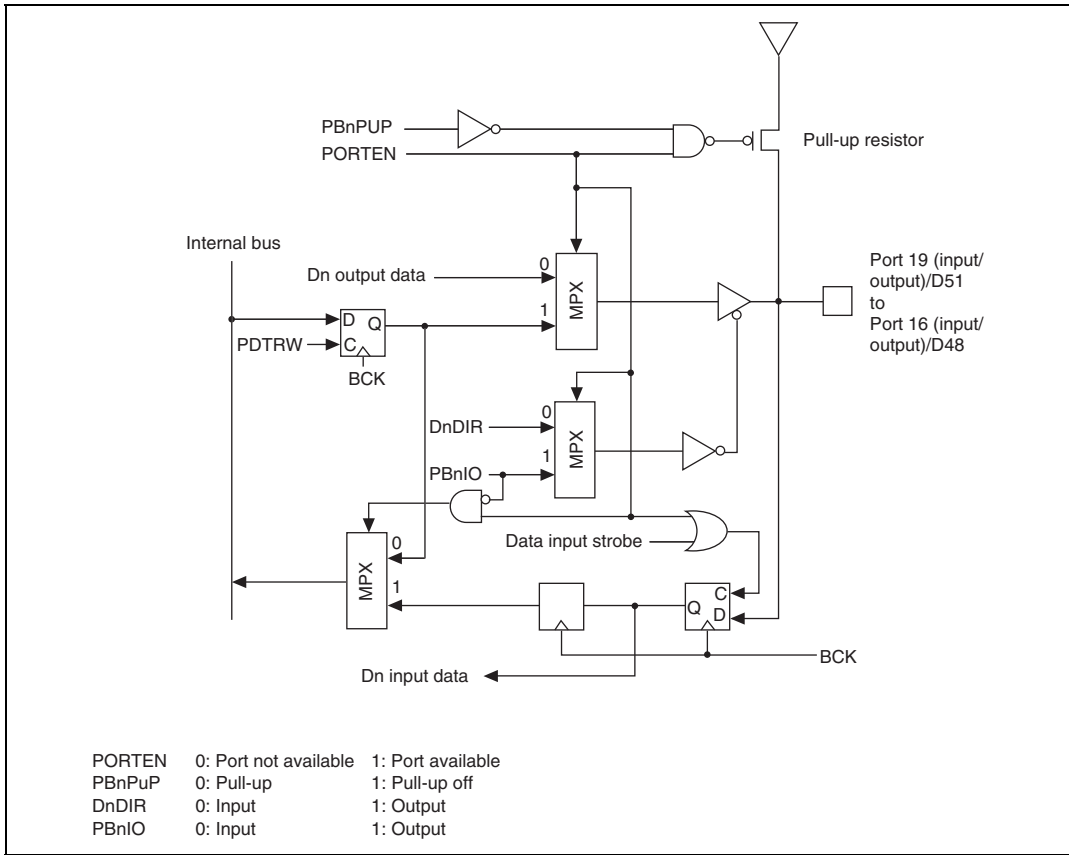 PBnPUP
PORTEN
Pull-up resistor
Internal bus
Dn output data
0
1
MPX
Port 19 (input/
output)/D51
to
Port 16 (input/
output)/D48
D
Q
PDTRW
C
BCK
DnDIR
0
1
MPX
PBnIO
Data input strobe
0
1
MPX
C
Q
D
BCK
Dn input data
PORTEN 0: Port not available 1: Port available
PBnPuP 0: Pull-up 1: Pull-up off
DnDIR 0: Input 1: Output
PBnIO 0: Input 1: Output